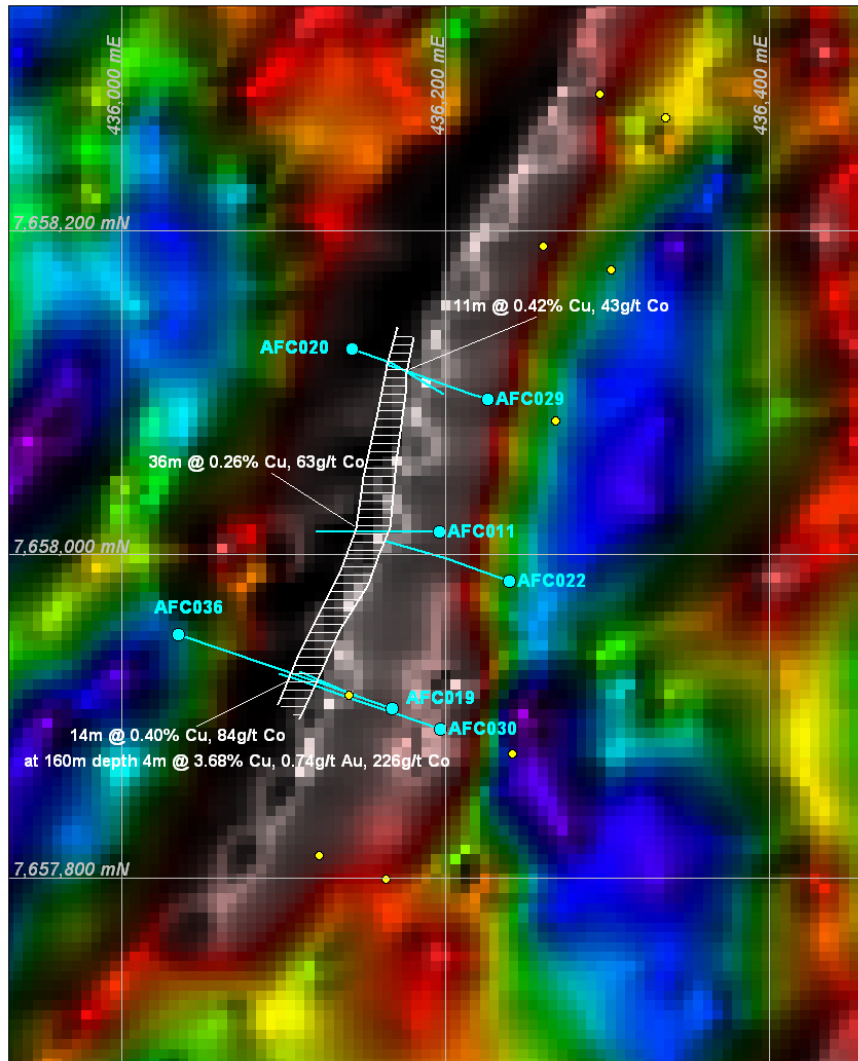 436,000 mE
436,200 mE
436,400 mE
7,658,200 mN
11m @ 0.42% Cu, 43g/t Co
AFC020
AFC029
36m @ 0.26% Cu, 63g/t Co
AFC011
7,658,000 mN
AFC022
AFC036
AFC019
AFC030
14m @ 0.40% Cu, 84g/t Co
at 160m depth 4m @ 3.68% Cu, 0.74g/t Au, 226g/t Co
7,657,800 mN